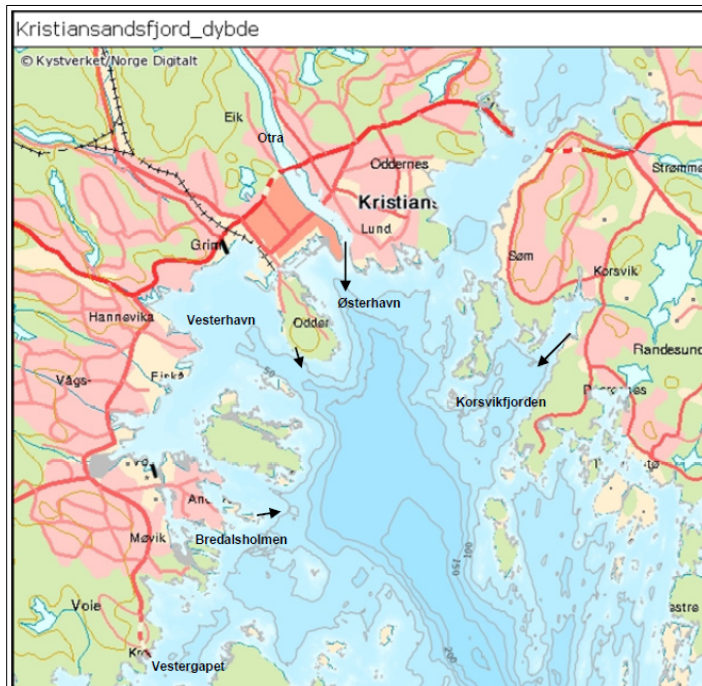 Kristiansandsfjord_dybde
© Kystverket/Norge Digitalt
Eik
Otra
Oddernes
Strømme
Kristians
Lund
Grim
Søm
Korsvik
Hannevika
Vesterhavn
Østerhavn
Odder
Randesund
Vågs-
50
Korsvikfjorden
100
150
Bredalsholmen
Møvik
Voie
200
Vestergapet